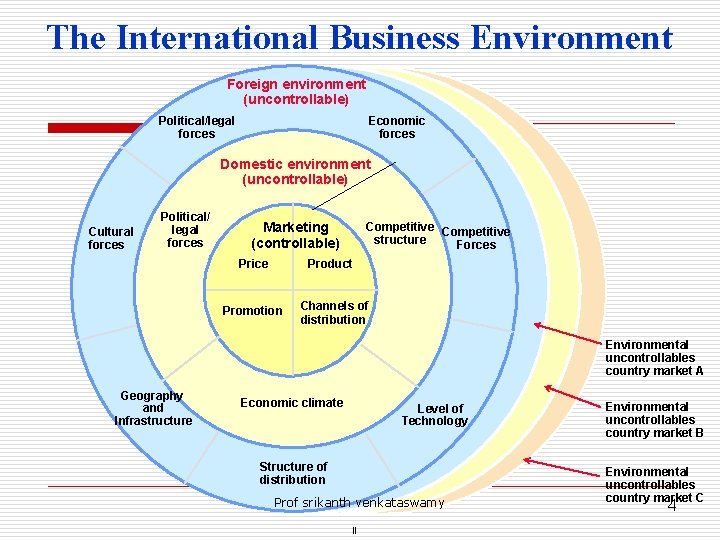 The International Business Environment
Foreign environment
(uncontrollable)
Political/legal
forces
Economic
forces
Domestic environment
(uncontrollable)
Cultural
forces
Political/
legal
forces
Marketing
(controllable)
Competitive
structure
Competitive
Forces
Price
Product
Promotion
Channels of
distribution
Environmental
uncontrollables
country market A
Geography
and
Infrastructure
Economic climate
Level of
Technology
Environmental
uncontrollables
country market B
Structure of
distribution
Environmental
uncontrollables
country market C
Prof srikanth venkataswamy
4
II